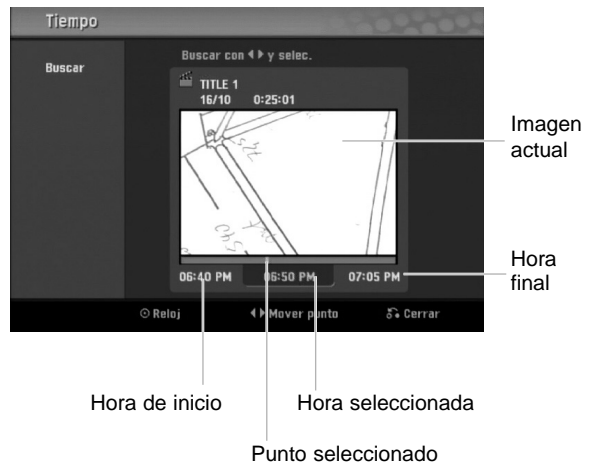 Tiempo
Buscar
Buscar con ◀ ▶ y selec.
TITLE 1
16/10 0:25:01
Imagen
actual
Hora
final
06:40 PM 06:50 PM 07:05 PM
Reloj ◀ ▶ Mover punto Cerrar
Hora de inicio Hora seleccionada
Punto seleccionado